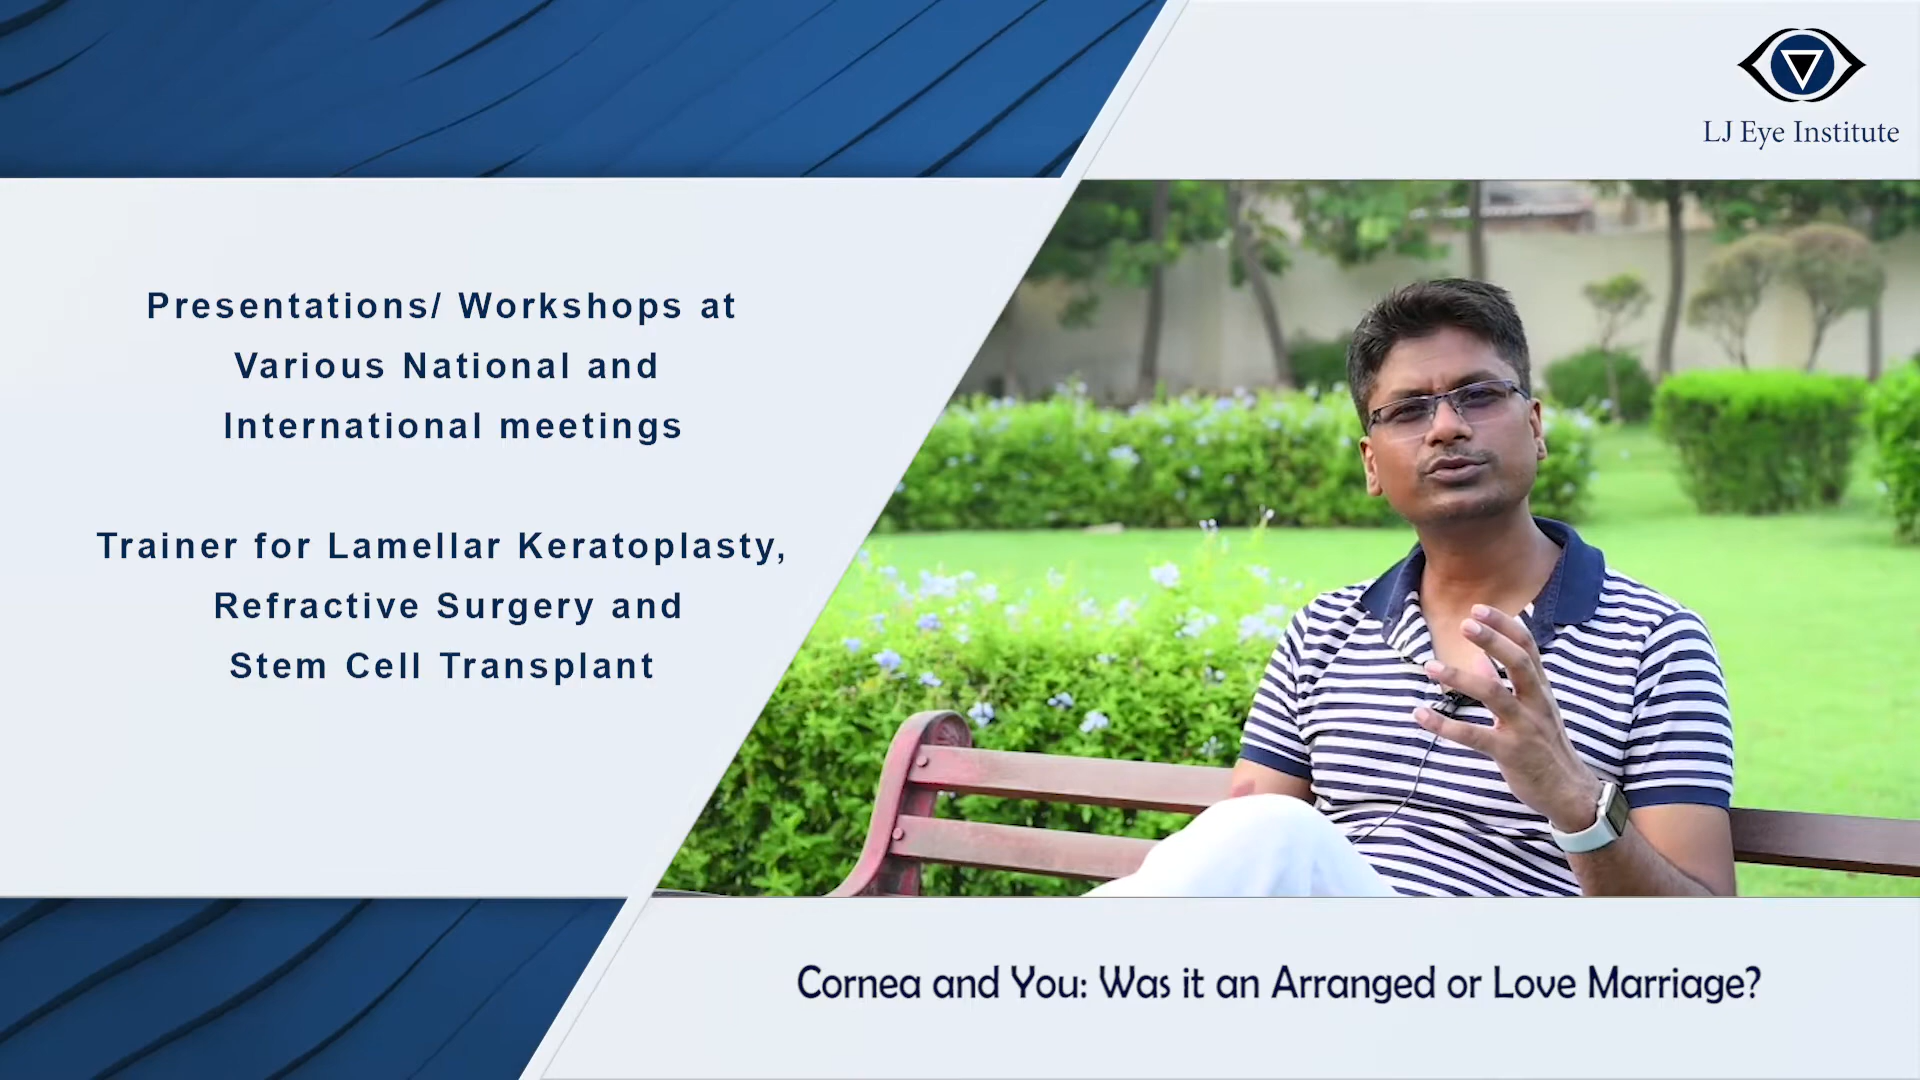 LJ Eye Institute
Presentations/ Workshops at
Various National and
International meetings
Trainer for Lamellar Keratoplasty,
Refractive Surgery and
Stem Cell Transplant
Cornea and You: Was it an Arranged or Love Marriage?